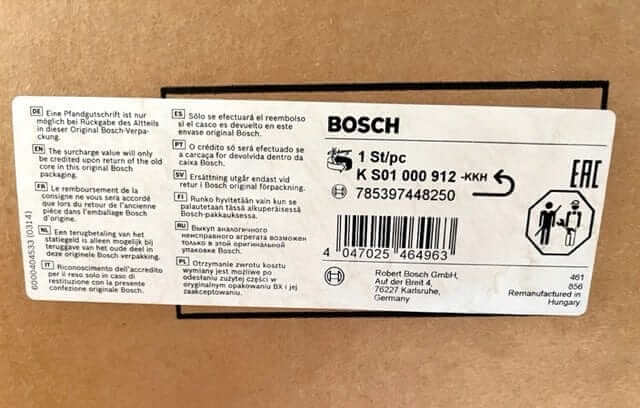 6000404533 (0314)
DE Eine Pfandgutschrift ist nur
möglich bei Rückgabe des Altteils
in dieser Original Bosch-Verpa-
ckung.
EN The surcharge value will only
be credited upon return of the old
core in this original Bosch
packaging.
FR Le remboursement de la
consigne ne vous sera accordé
que lors du retour de l'ancienne
pièce dans l'emballage Bosch
d'origine.
NL Een terugbetaling van het
statiegeld is alleen mogelijk bij
teruggave van het oude deel in
deze originele Bosch verpakking.
IT Riconoscimento dell'accredito
per il reso solo in caso di
restituzione con la presente
confezione originale Bosch.
ES Sólo se efectuará el reembolso
si el casco es devuelto en este
envase original Bosch.
PT O crédito só será efectuado se
a carcaça for devolvida dentro da
caixa Bosch.
SV Ersättning utgår endast vid
retur i Bosch original förpackning.
FI Runko hyvitetään vain kun se
palautetaan tässä alkuperäisessä
Bosch-pakkauksessa.
RU Выкуп аналогичного
неисправного агрегата возможен
только в этой оригинальной
упаковке Bosch.
PL Otrzymanie zwrotu kosztu
wymiany jest możliwe po
odesłaniu zużytej części w
oryginalnym opakowaniu BX i jej
zaakceptowaniu.
BOSCH
1 St/pc
K S01 000 912 -KKH
785397448250
4 047025 464963
Robert Bosch GmbH,
Auf der Breit 4,
76227 Karlsruhe,
Germany
EAC
461
856
Remanufactured in
Hungary